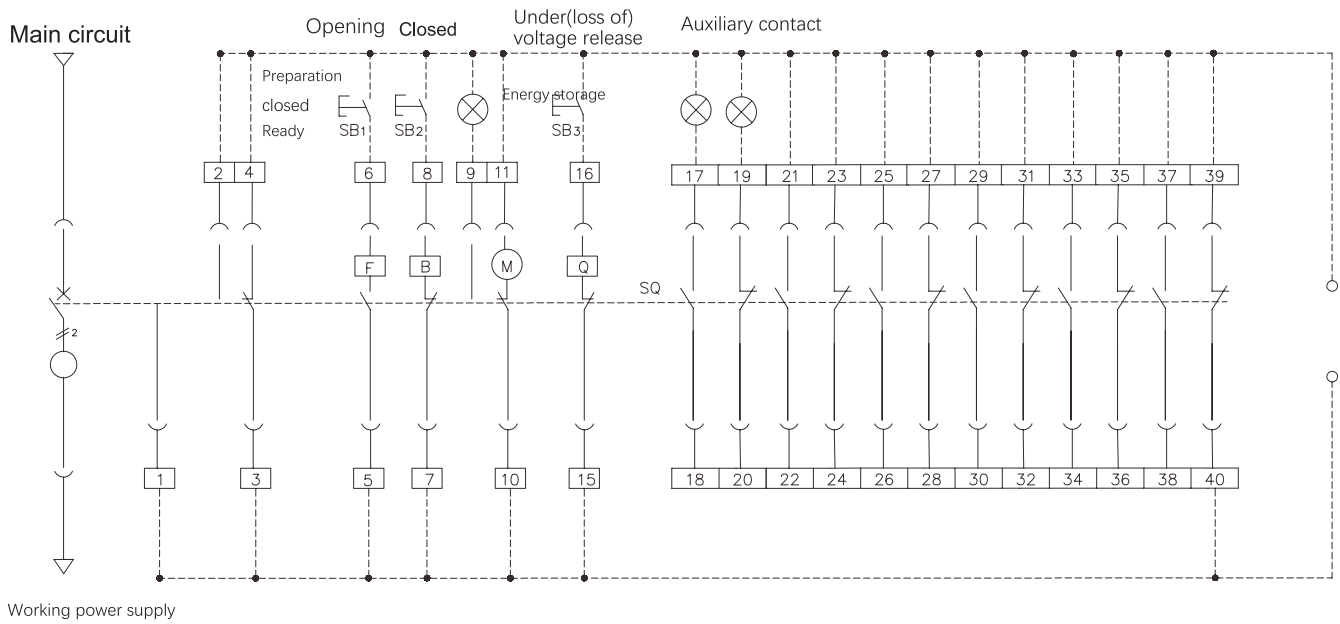 Main circuit
Opening
Closed
Under(loss of)
voltage release
Auxiliary contact
Preparation
closed
Ready
Energy storage
SB1
SB2
SB3
2 4 6 8 9 11 16 17 19 21 23 25 27 29 31 33 35 37 39
F B M Q
SQ
2
1 3 5 7 10 15 18 20 22 24 26 28 30 32 34 36 38 40
Working power supply